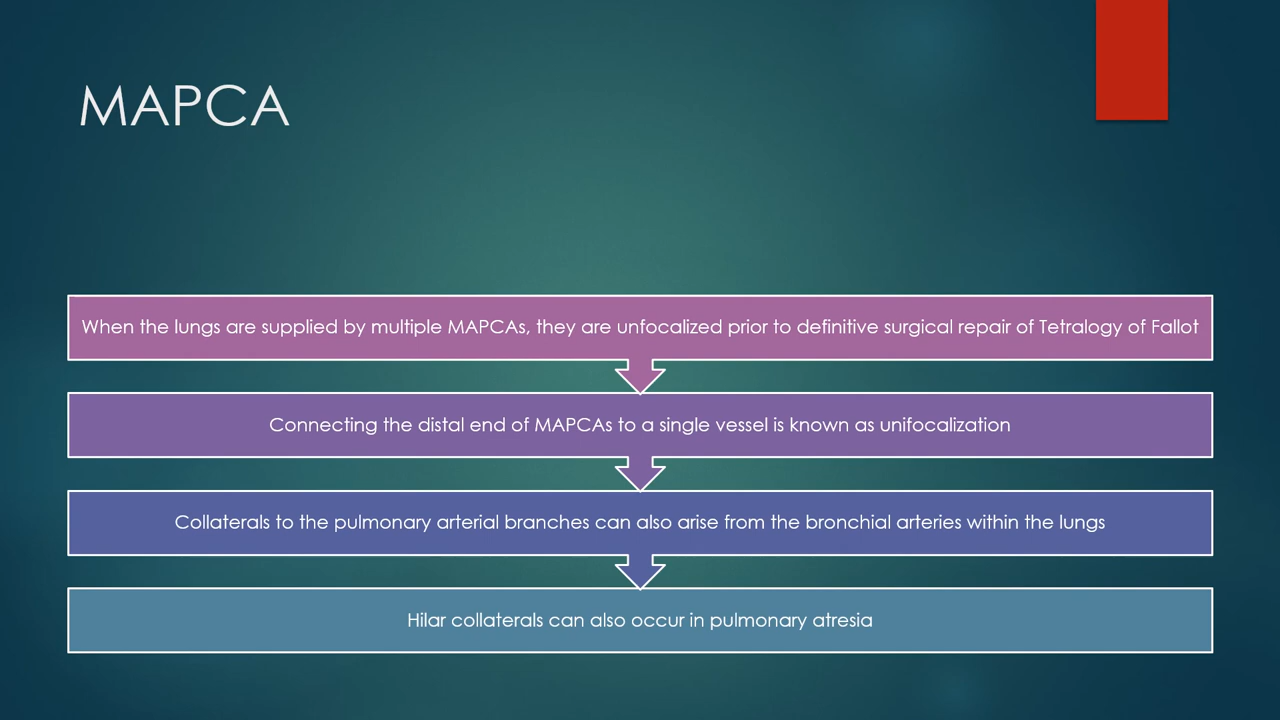 MAPCA
When the lungs are supplied by multiple MAPCAs, they are unfocalized prior to definitive surgical repair of Tetralogy of Fallot
Connecting the distal end of MAPCAs to a single vessel is known as unifocalization
Collaterals to the pulmonary arterial branches can also arise from the bronchial arteries within the lungs
Hilar collaterals can also occur in pulmonary atresia